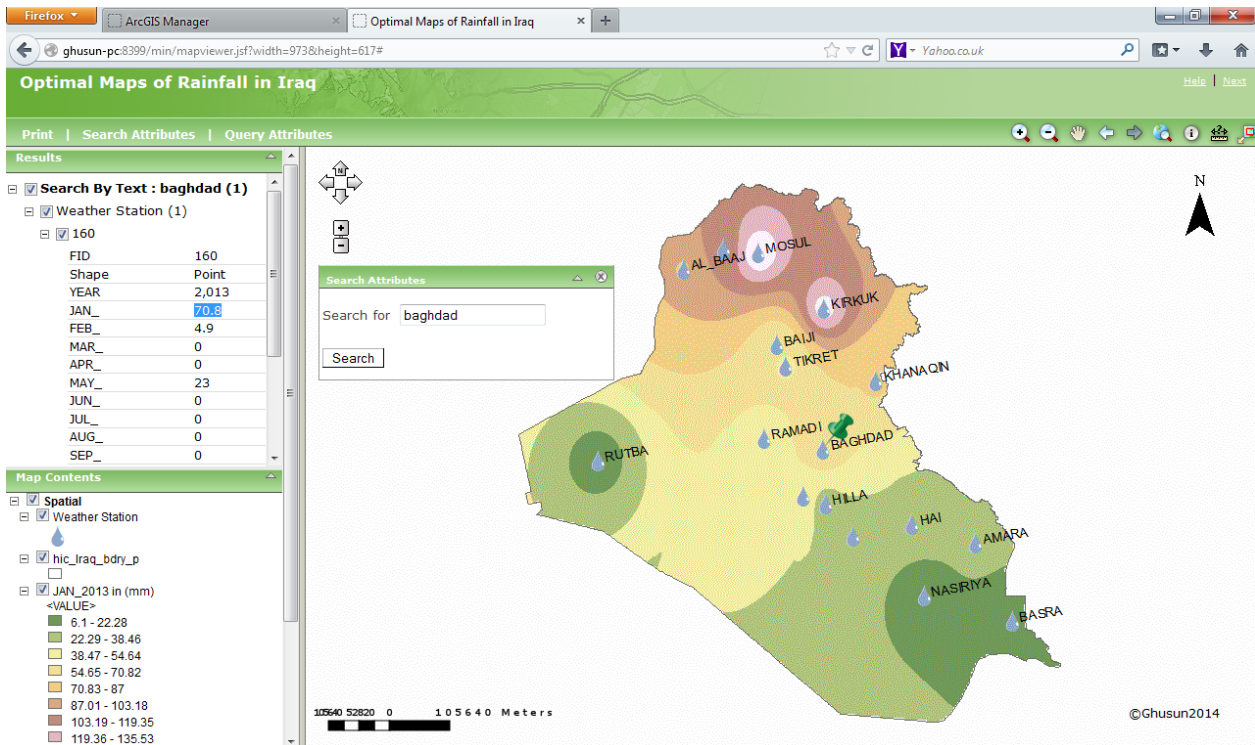 Firefox
ArcGIS Manager
Optimal Maps of Rainfall in Iraq
ghusun-pc:8399/min/mapviewer.jsf?width=973&height=617#
Yahoo.co.uk
Optimal Maps of Rainfall in Iraq
Help | Next
Print | Search Attributes | Query Attributes
Results
Search By Text : baghdad (1)
Weather Station (1)
160
FID 160
Shape Point
YEAR 2,013
JAN_ 70.8
FEB_ 4.9
MAR_ 0
APR_ 0
MAY_ 23
JUN_ 0
JUL_ 0
AUG_ 0
SEP_ 0
Map Contents
Spatial
Weather Station
hic_Iraq_bdry_p
JAN_2013 in (mm)
<VALUE>
6.1 - 22.28
22.29 - 38.46
38.47 - 54.64
54.65 - 70.82
70.83 - 87
87.01 - 103.18
103.19 - 119.35
119.36 - 135.53
N
Search Attributes
Search for baghdad
Search
N
MOSUL
AL_BAAJ
KIRKUK
BAIJI
TIKRET
KHANAQIN
RAMADI
BAGHDAD
RUTBA
HILLA
HAI
AMARA
NASIRIYA
BASRA
105640 52820 0 105640 Meters
©Ghusun2014